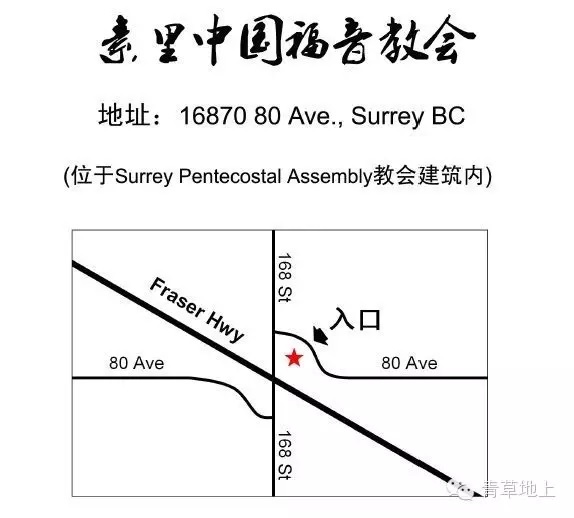 素里中国福音教会
地址：16870 80 Ave., Surrey BC
(位于Surrey Pentecostal Assembly教会建筑内)
168 St
Fraser Hwy
入口
80 Ave
80 Ave
168 St
青草地上